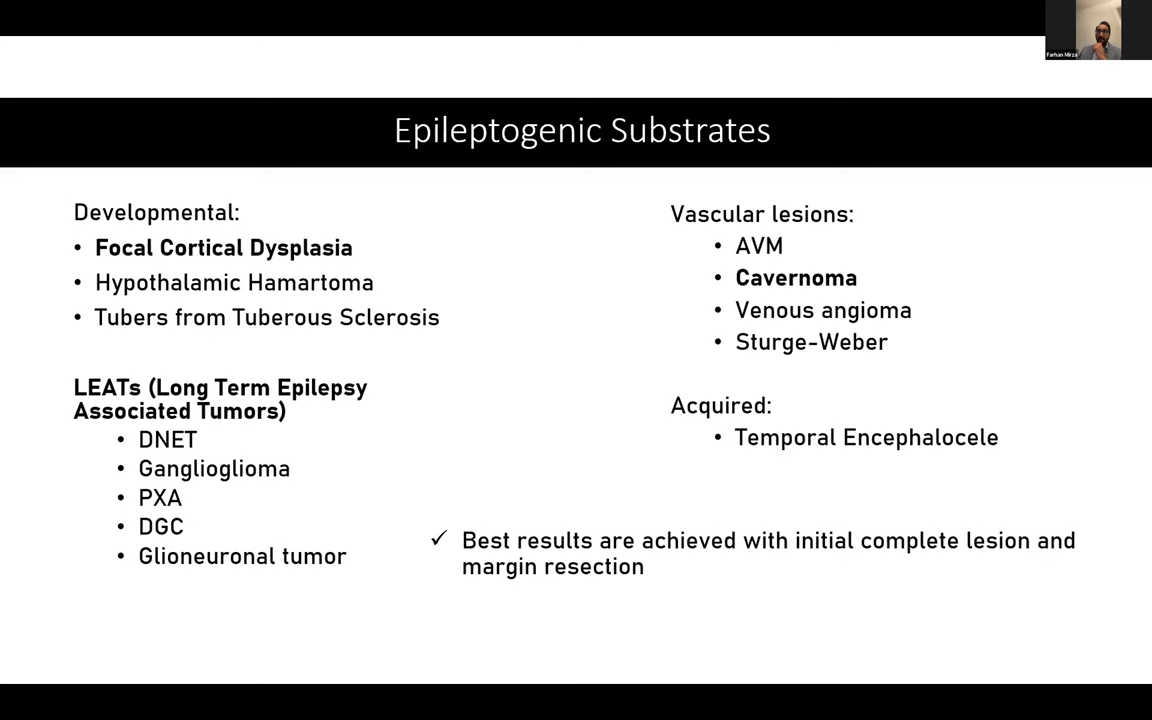 Farhan Mirza
Epileptogenic Substrates
Developmental:
• Focal Cortical Dysplasia
• Hypothalamic Hamartoma
• Tubers from Tuberous Sclerosis
LEATs (Long Term Epilepsy
Associated Tumors)
• DNET
• Ganglioglioma
• PXA
• DGC
• Glioneuronal tumor
Vascular lesions:
• AVM
• Cavernoma
• Venous angioma
• Sturge-Weber
Acquired:
• Temporal Encephalocele
✓ Best results are achieved with initial complete lesion and
margin resection